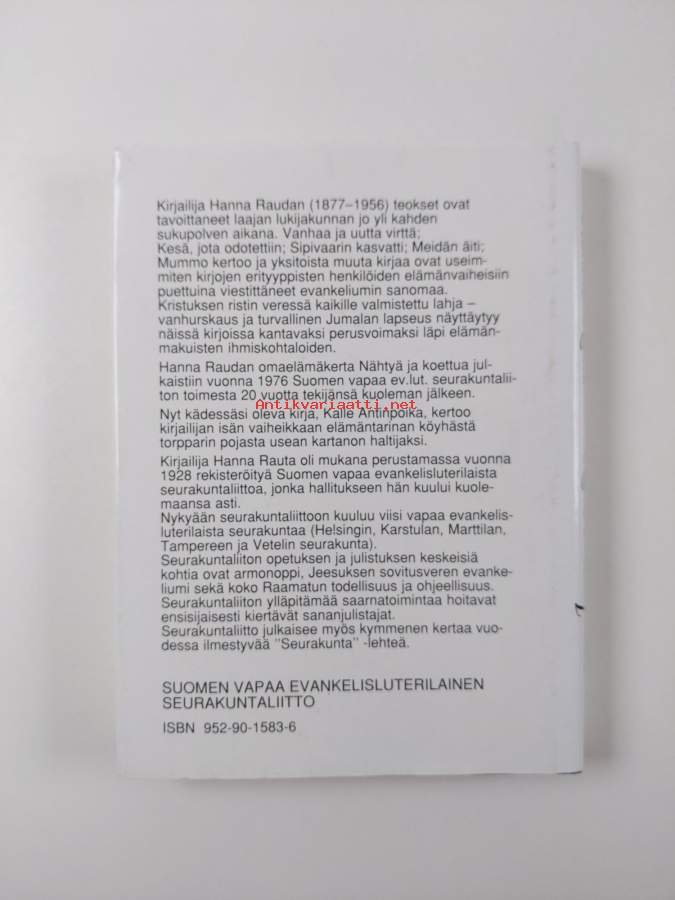 Kirjailija Hanna Raudan (1877–1956) teokset ovat
tavoittaneet laajan lukijakunnan jo yli kahden
sukupolven aikana. Vanhaa ja uutta virttä;
Kesä, jota odotettiin; Sipivaarin kasvatti; Meidän äiti;
Mummo kertoo ja yksitoista muuta kirjaa ovat useim-
miten kirjojen erityyppisten henkilöiden elämänvaiheisiin
puettuina viestittäneet evankeliumin sanomaa.
Kristuksen ristin veressä kaikille valmistettu lahja –
vanhurskaus ja turvallinen Jumalan lapseus näyttäytyy
näissä kirjoissa kantavaksi perusvoimaksi läpi elämän-
makuisten ihmiskohtaloiden.
Hanna Raudan omaelämäkerta Nähtyä ja koettua jul-
kaistiin vuonna 1976 Suomen vapaa ev.lut. seurakuntalii-
ton toimesta 20 vuotta tekijänsä kuoleman jälkeen.
Antikvariaatti.net
Nyt kädessäsi oleva kirja, Kalle Antinpoika, kertoo
kirjailijan isän vaiheikkaan elämäntarinan köyhästä
torpparin pojasta usean kartanon haltijaksi.
Kirjailija Hanna Rauta oli mukana perustamassa vuonna
1928 rekisteröityä Suomen vapaa evankelisluterilaista
seurakuntaliittoa, jonka hallitukseen hän kuului kuole-
maansa asti.
Nykyään seurakuntaliittoon kuuluu viisi vapaa evankelis-
luterilaista seurakuntaa (Helsingin, Karstulan, Marttilan,
Tampereen ja Vetelin seurakunta).
Seurakuntaliiton opetuksen ja julistuksen keskeisiä
kohtia ovat armonoppi, Jeesuksen sovitusveren evanke-
liumi sekä koko Raamatun todellisuus ja ohjeellisuus.
Seurakuntaliiton ylläpitämää saarnatoimintaa hoitavat
ensisijaisesti kiertävät sananjulistajat.
Seurakuntaliitto julkaisee myös kymmenen kertaa vuo-
dessa ilmestyvää "Seurakunta" -lehteä.
SUOMEN VAPAA EVANKELISLUTERILAINEN
SEURAKUNTALIITTO
ISBN 952-90-1583-6